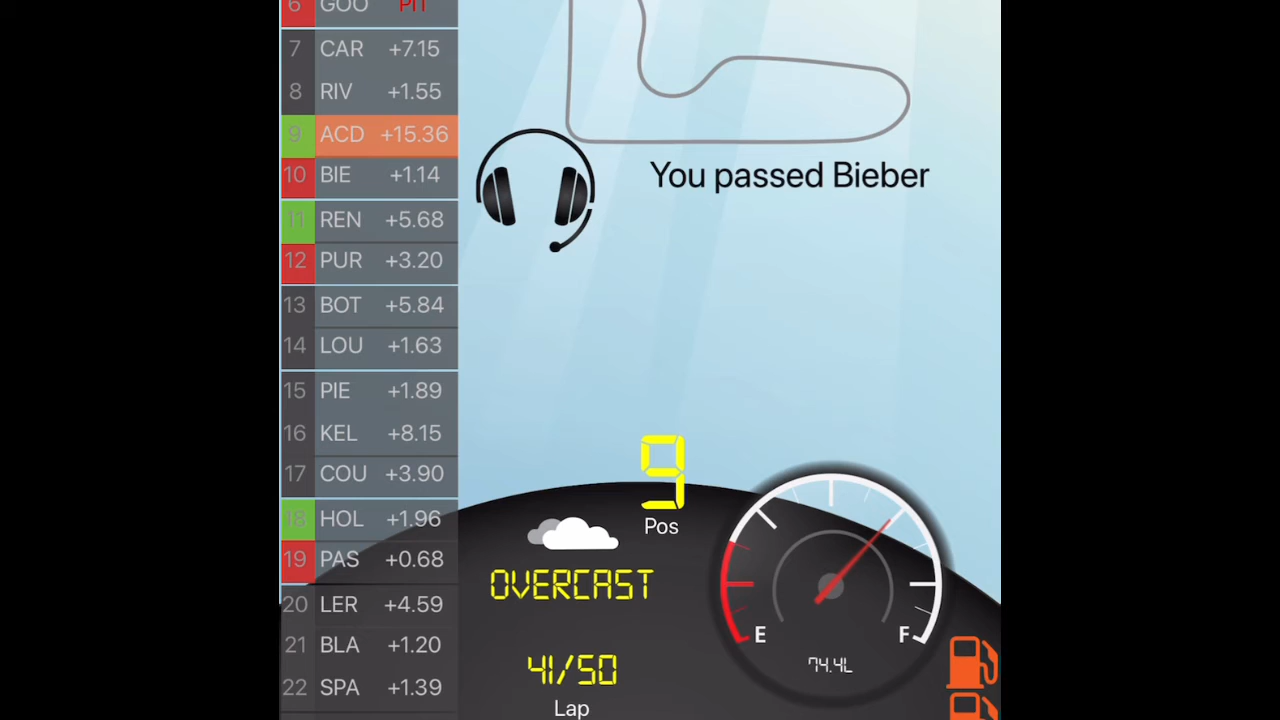 6 GOO PIT
7 CAR +7.15
8 RIV +1.55
9 ACD +15.36
10 BIE +1.14
11 REN +5.68
12 PUR +3.20
13 BOT +5.84
14 LOU +1.63
15 PIE +1.89
16 KEL +8.15
17 COU +3.90
18 HOL +1.96
19 PAS +0.68
20 LER +4.59
21 BLA +1.20
22 SPA +1.39
You passed Bieber
9
Pos
OVERCAST
41/50
Lap
E F
74.4L